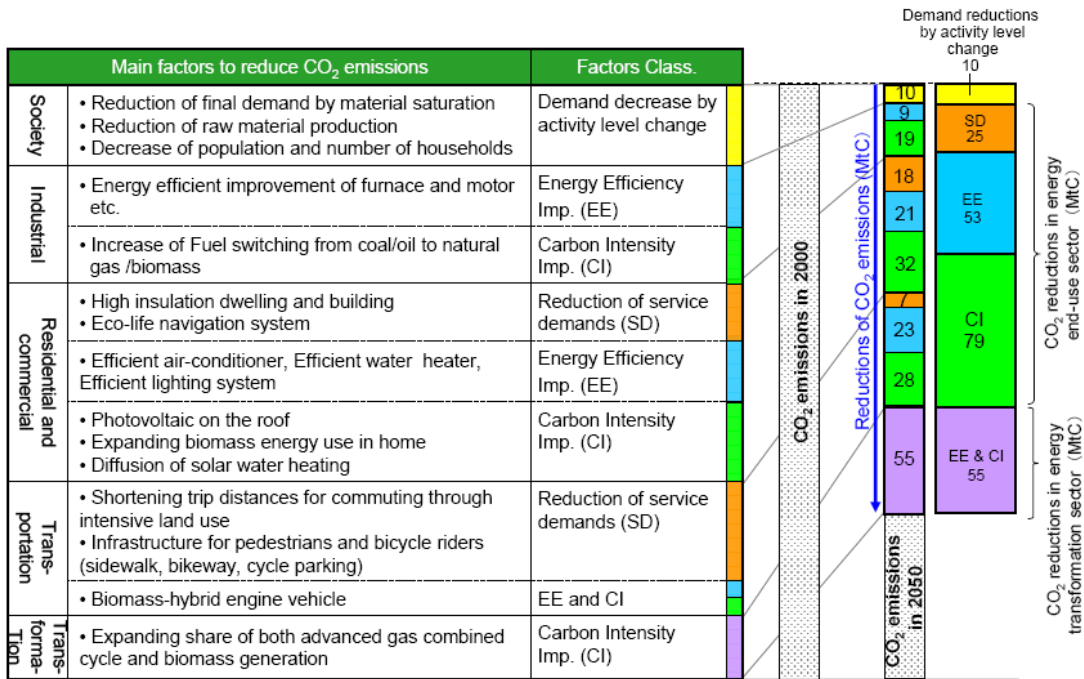 Demand reductions
by activity level
change
10
Main factors to reduce CO2 emissions
Factors Class.
Society
• Reduction of final demand by material saturation
• Reduction of raw material production
• Decrease of population and number of households
Demand decrease by
activity level change
Industrial
• Energy efficient improvement of furnace and motor
etc.
Energy Efficiency
Imp. (EE)
• Increase of Fuel switching from coal/oil to natural
gas /biomass
Carbon Intensity
Imp. (CI)
Residential and
commercial
• High insulation dwelling and building
• Eco-life navigation system
Reduction of service
demands (SD)
• Efficient air-conditioner, Efficient water heater,
Efficient lighting system
Energy Efficiency
Imp. (EE)
• Photovoltaic on the roof
• Expanding biomass energy use in home
• Diffusion of solar water heating
Carbon Intensity
Imp. (CI)
Trans-
portation
• Shortening trip distances for commuting through
intensive land use
• Infrastructure for pedestrians and bicycle riders
(sidewalk, bikeway, cycle parking)
Reduction of service
demands (SD)
• Biomass-hybrid engine vehicle
EE and CI
Trans-
forma-
Tion
• Expanding share of both advanced gas combined
cycle and biomass generation
Carbon Intensity
Imp. (CI)
CO2 emissions in 2000
Reductions of CO2 emissions (MtC)
10
9
19
18
21
32
7
23
28
55
CO2 emissions
in 2050
SD
25
EE
53
CI
79
EE & CI
55
CO2 reductions in energy
end-use sector (MtC)
CO2 reductions in energy
transformation sector (MtC)